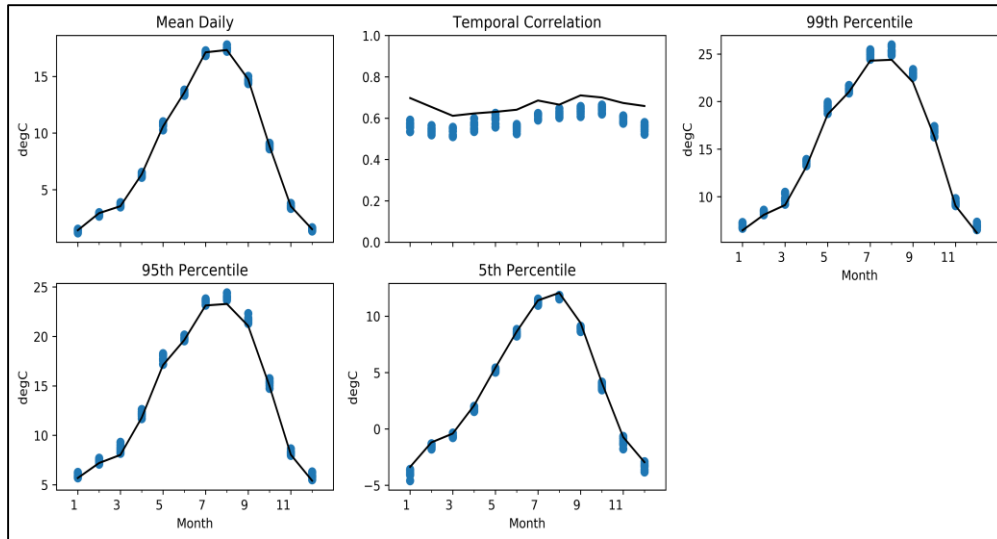 Mean Daily
degC
15
10
5
Temporal Correlation
1.0
0.8
0.6
0.4
0.2
0.0
99th Percentile
degC
25
20
15
10
1 3 5 7 9 11
Month
95th Percentile
degC
25
20
15
10
5
1 3 5 7 9 11
Month
5th Percentile
degC
10
5
0
−5
1 3 5 7 9 11
Month